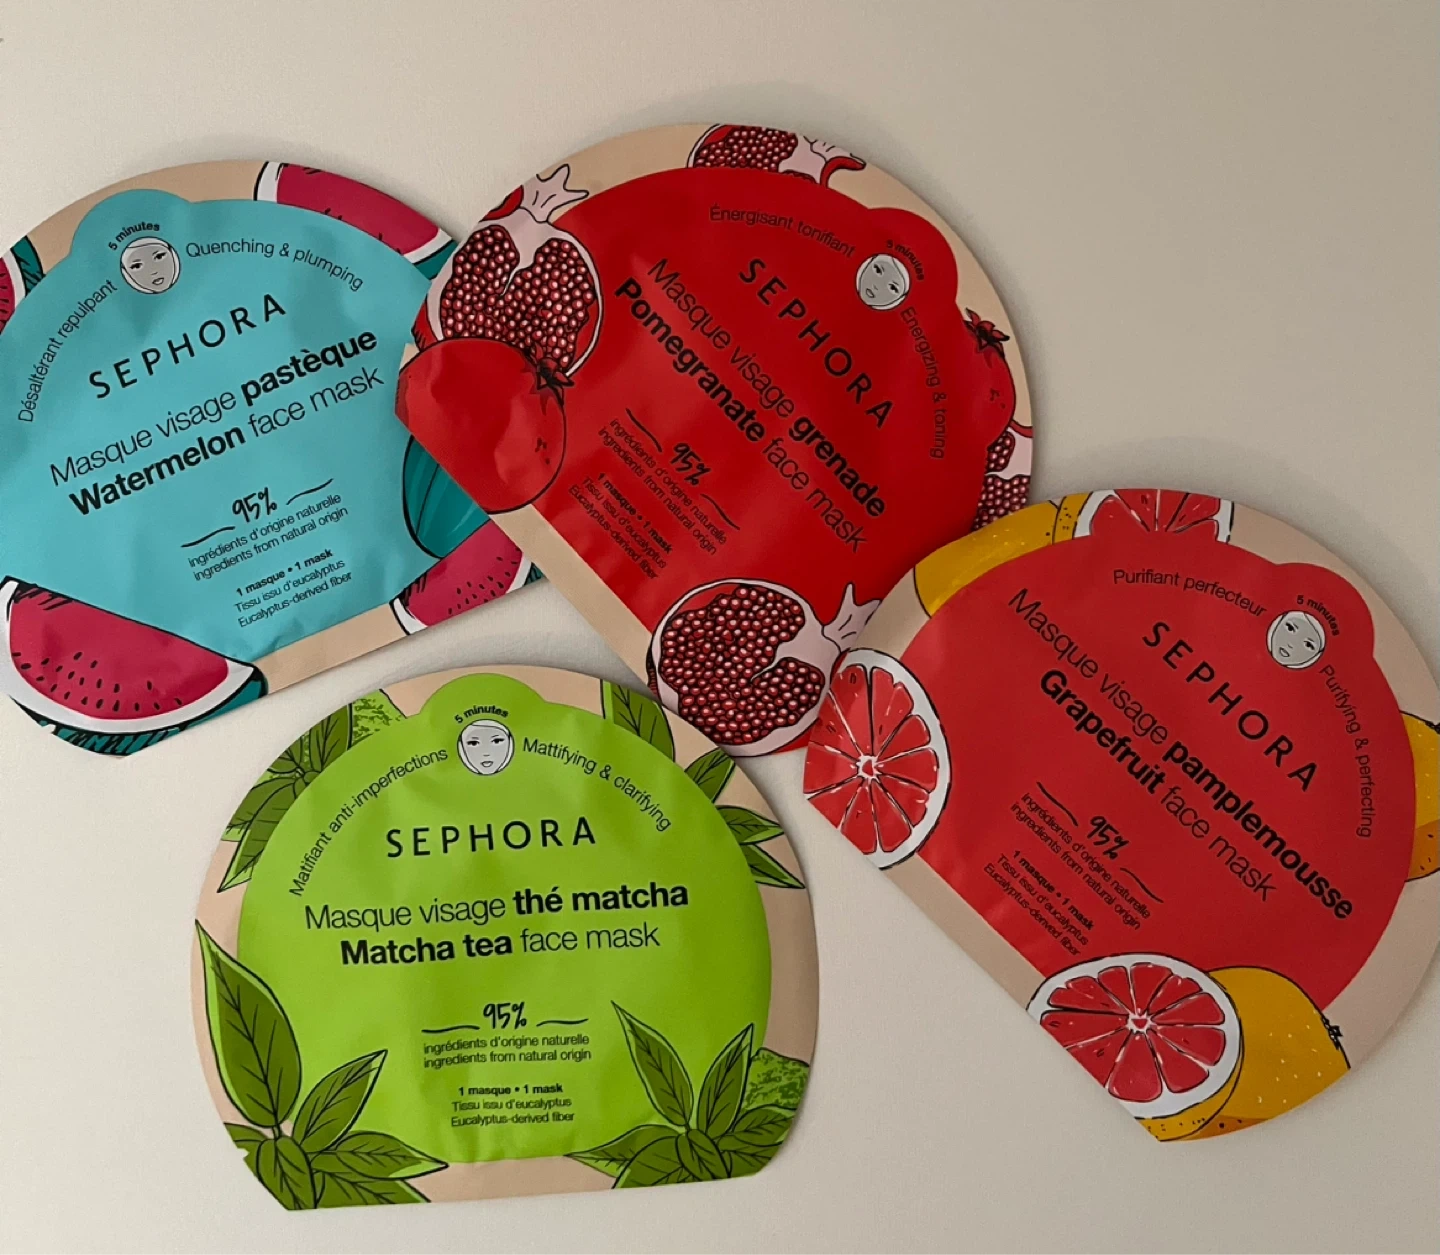 5 minutes
Désaltérant repulpant
Quenching & plumping
SEPHORA
Masque visage pastèque
Watermelon face mask
95%
ingrédients d'origine naturelle
ingredients from natural origin
1 masque • 1 mask
Tissu issu d'eucalyptus
Eucalyptus-derived fiber
Énergisant tonifiant
5 minutes
Energizing & toning
SEPHORA
Masque visage grenade
Pomegranate face mask
95%
ingrédients d'origine naturelle
ingredients from natural origin
1 masque • 1 mask
Tissu issu d'eucalyptus
Eucalyptus-derived fiber
5 minutes
Matifiant anti-imperfections
Mattifying & clarifying
SEPHORA
Masque visage thé matcha
Matcha tea face mask
95%
ingrédients d'origine naturelle
ingredients from natural origin
1 masque • 1 mask
Tissu issu d'eucalyptus
Eucalyptus-derived fiber
Purifiant perfecteur
5 minutes
Purifying & perfecting
SEPHORA
Masque visage pamplemousse
Grapefruit face mask
95%
ingrédients d'origine naturelle
ingredients from natural origin
1 masque • 1 mask
Tissu issu d'eucalyptus
Eucalyptus-derived fiber